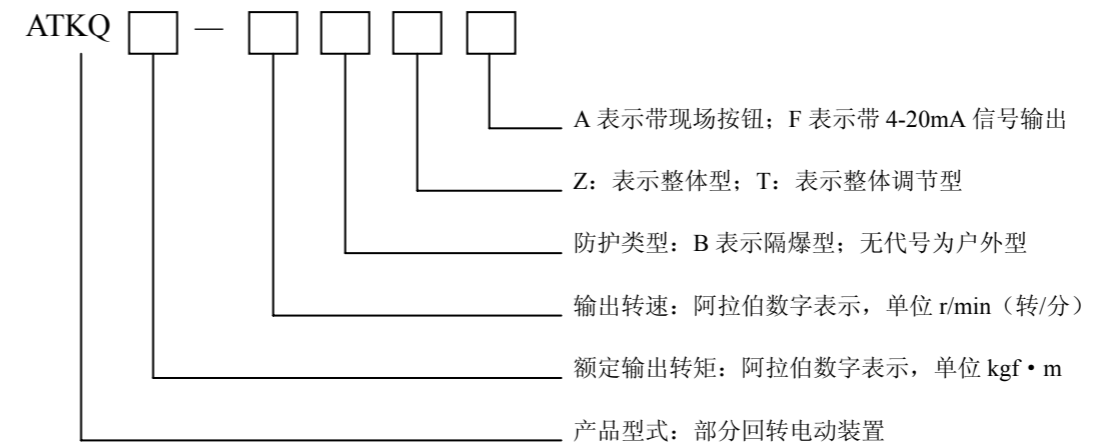 ATKQ □ — □ □ □ □
A 表示带现场按钮；F 表示带 4-20mA 信号输出
Z：表示整体型；T：表示整体调节型
防护类型：B 表示隔爆型；无代号为户外型
输出转速：阿拉伯数字表示，单位 r/min（转/分）
额定输出转矩：阿拉伯数字表示，单位 kgf·m
产品型式：部分回转电动装置